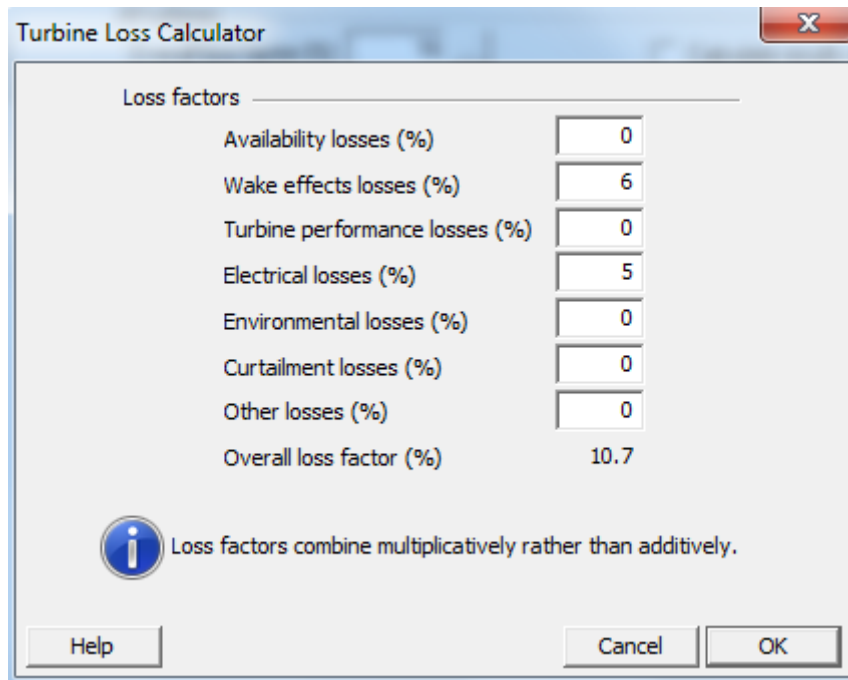 Turbine Loss Calculator
Loss factors
Availability losses (%) 0
Wake effects losses (%) 6
Turbine performance losses (%) 0
Electrical losses (%) 5
Environmental losses (%) 0
Curtailment losses (%) 0
Other losses (%) 0
Overall loss factor (%) 10.7
Loss factors combine multiplicatively rather than additively.
Help Cancel OK